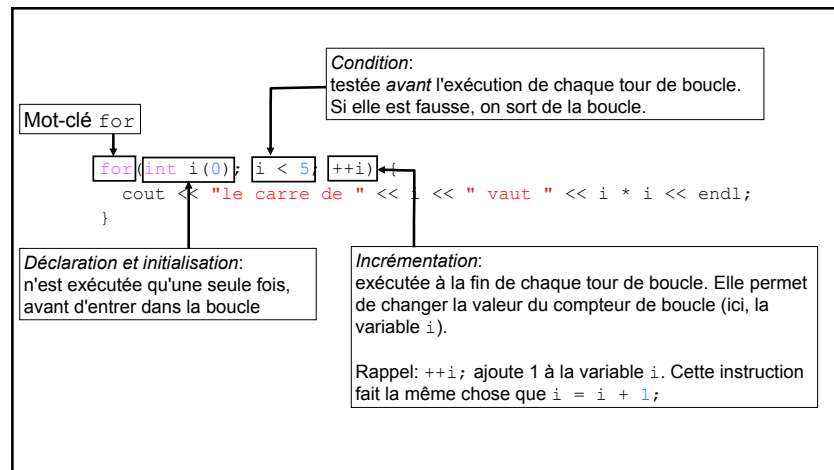 Condition:
testée avant l'exécution de chaque tour de boucle.
Si elle est fausse, on sort de la boucle.
Mot-clé for
for(int i(0); i < 5; ++i) {
cout << "le carre de " << i << " vaut " << i * i << endl;
}
Déclaration et initialisation:
n'est exécutée qu'une seule fois,
avant d'entrer dans la boucle
Incrémentation:
exécutée à la fin de chaque tour de boucle. Elle permet
de changer la valeur du compteur de boucle (ici, la
variable i).
Rappel: ++i; ajoute 1 à la variable i. Cette instruction
fait la même chose que i = i + 1;